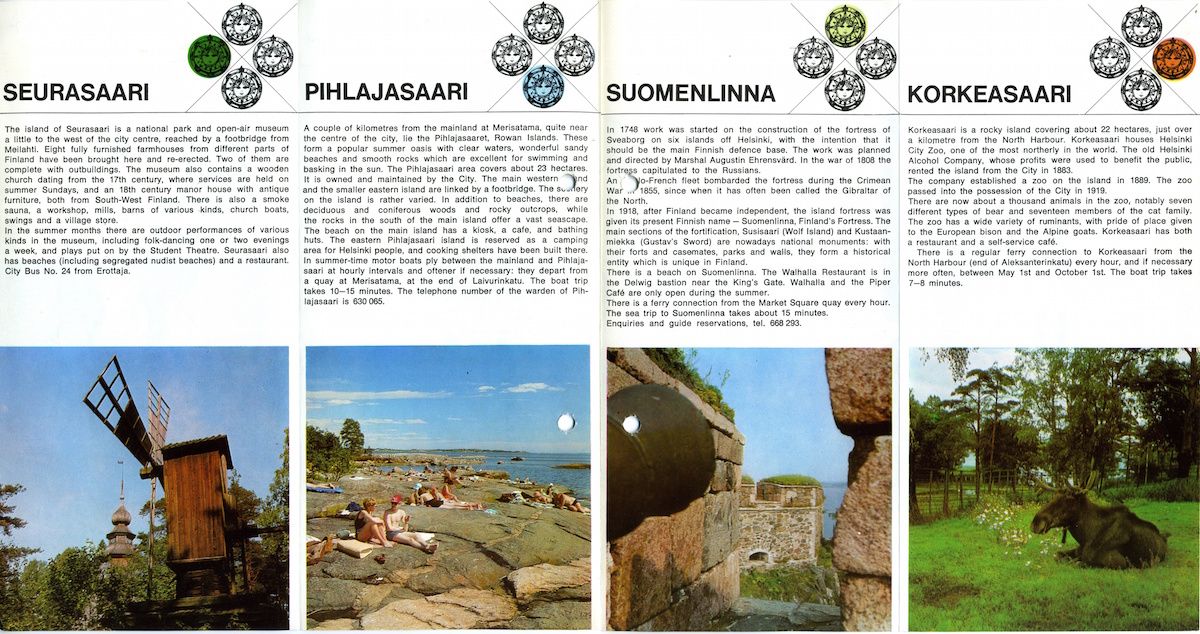 SEURASAARI
The island of Seurasaari is a national park and open-air museum
a little to the west of the city centre, reached by a footbridge from
Meilahti. Eight fully furnished farmhouses from different parts of
Finland have been brought here and re-erected. Two of them are
complete with outbuildings. The museum also contains a wooden
church dating from the 17th century, where services are held on
summer Sundays, and an 18th century manor house with antique
furniture, both from South-West Finland. There is also a smoke
sauna, a workshop, mills, barns of various kinds, church boats,
swings and a village store.
In the summer months there are outdoor performances of various
kinds in the museum, including folk-dancing one or two evenings
a week, and plays put on by the Student Theatre. Seurasaari also
has beaches (including segregated nudist beaches) and a restaurant.
City Bus No. 24 from Erottaja.
PIHLAJASAARI
A couple of kilometres from the mainland at Merisatama, quite near
the centre of the city, lie the Pihlajasaaret, Rowan Islands. These
form a popular summer oasis with clear waters, wonderful sandy
beaches and smooth rocks which are excellent for swimming and
basking in the sun. The Pihlajasaari area covers about 23 hectares.
It is owned and maintained by the City. The main western and
and the smaller eastern island are linked by a footbridge. The scenery
on the island is rather varied. In addition to beaches, there are
deciduous and coniferous woods and rocky outcrops, while
the rocks in the south of the main island offer a vast seascape.
The beach on the main island has a kiosk, a cafe, and bathing
huts. The eastern Pihlajasaari island is reserved as a camping
area for Helsinki people, and cooking shelters have been built there.
In summer-time motor boats ply between the mainland and Pihlaja-
saari at hourly intervals and oftener if necessary: they depart from
a quay at Merisatama, at the end of Laivurinkatu. The boat trip
takes 10—15 minutes. The telephone number of the warden of Pih-
lajasaari is 630 065.
SUOMENLINNA
In 1748 work was started on the construction of the fortress of
Sveaborg on six islands off Helsinki, with the intention that it
should be the main Finnish defence base. The work was planned
and directed by Marshal Augustin Ehrensvärd. In the war of 1808 the
fortress capitulated to the Russians.
An o-French fleet bombarded the fortress during the Crimean
War 1855, since when it has often been called the Gibraltar of
the North.
In 1918, after Finland became independent, the island fortress was
given its present Finnish name — Suomenlinna, Finland's Fortress. The
main sections of the fortification, Susisaari (Wolf Island) and Kustaan-
miekka (Gustav's Sword) are nowadays national monuments: with
their forts and casemates, parks and walls, they form a historical
entity which is unique in Finland.
There is a beach on Suomenlinna. The Walhalla Restaurant is in
the Delwig bastion near the King's Gate. Walhalla and the Piper
Café are only open during the summer.
There is a ferry connection from the Market Square quay every hour.
The sea trip to Suomenlinna takes about 15 minutes.
Enquiries and guide reservations, tel. 668 293.
KORKEASAARI
Korkeasaari is a rocky island covering about 22 hectares, just over
a kilometre from the North Harbour. Korkeasaari houses Helsinki
City Zoo, one of the most northerly in the world. The old Helsinki
Alcohol Company, whose profits were used to benefit the public,
rented the island from the City in 1883.
The company established a zoo on the island in 1889. The zoo
passed into the possession of the City in 1919.
There are now about a thousand animals in the zoo, notably seven
different types of bear and seventeen members of the cat family.
The zoo has a wide variety of ruminants, with pride of place given
to the European bison and the Alpine goats. Korkeasaari has both
a restaurant and a self-service café.
There is a regular ferry connection to Korkeasaari from the
North Harbour (end of Aleksanterinkatu) every hour, and if necessary
more often, between May 1st and October 1st. The boat trip takes
7—8 minutes.